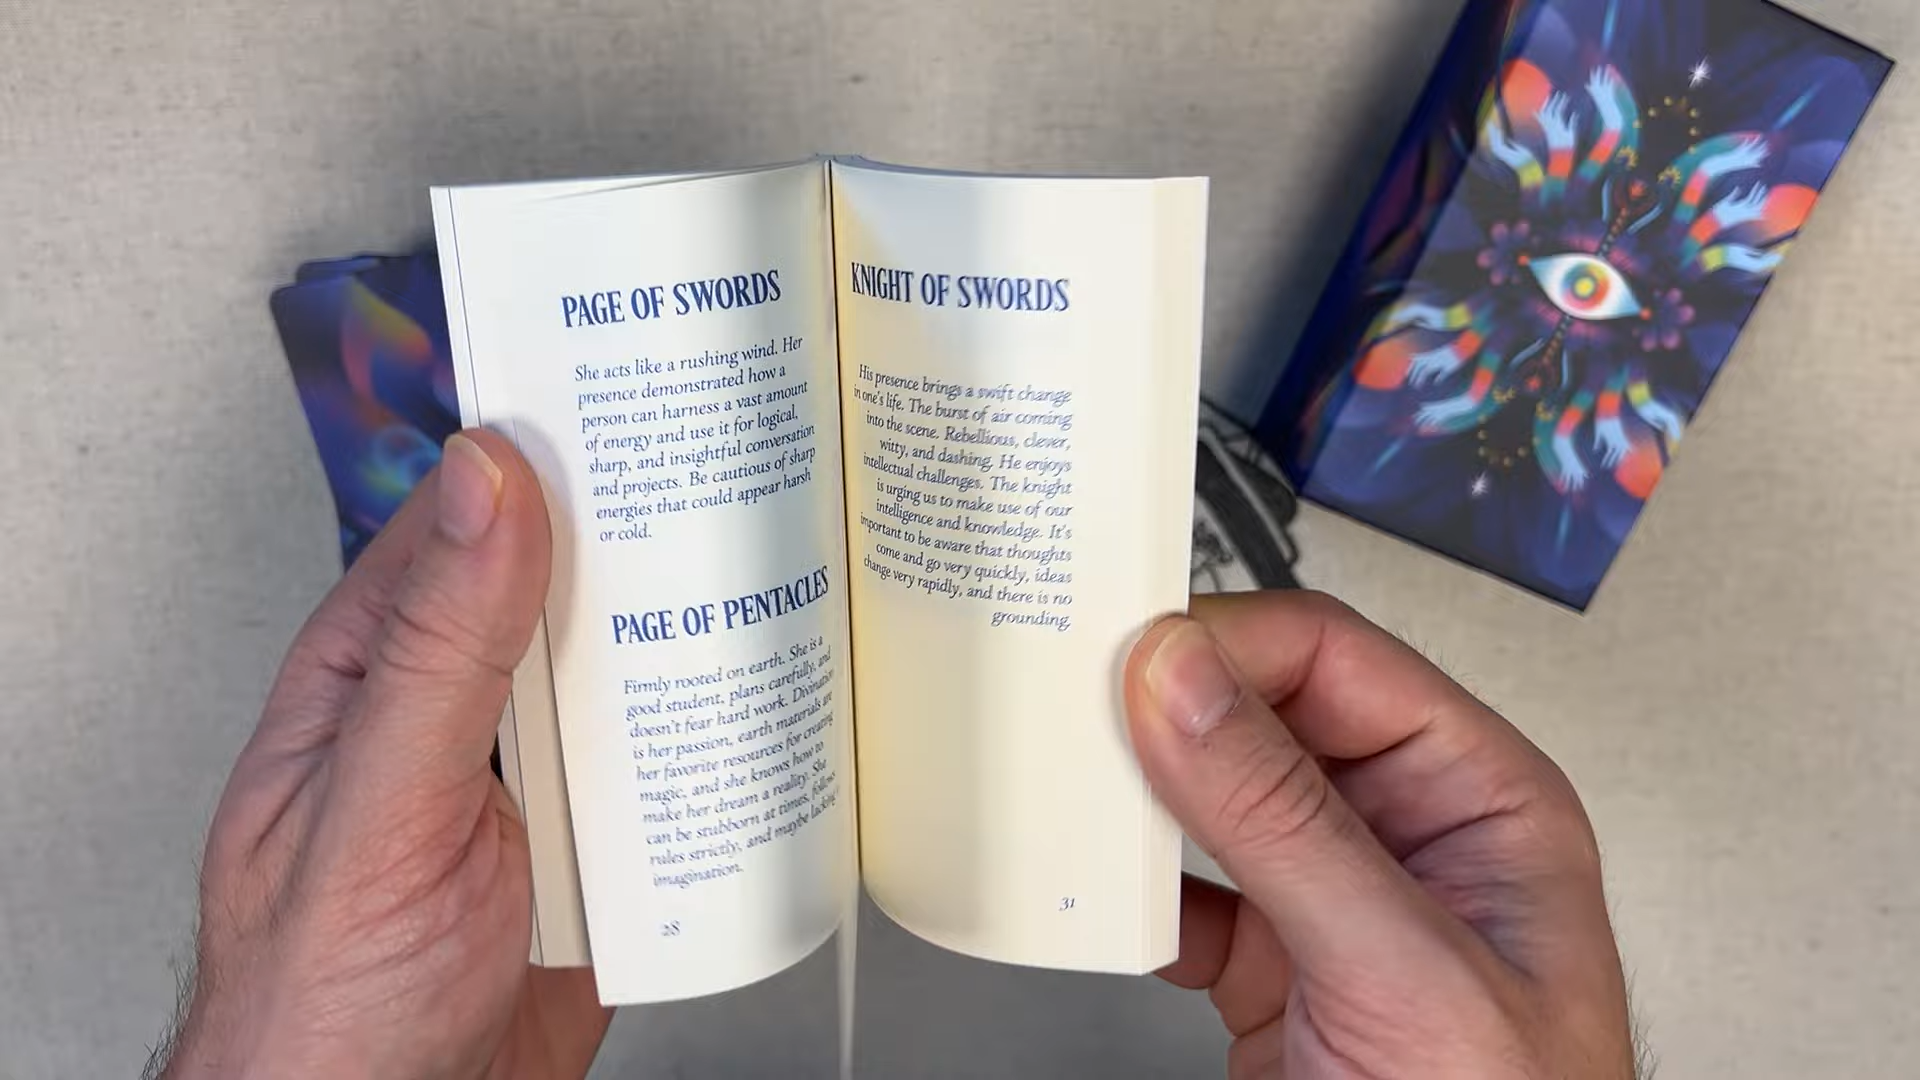 PAGE OF SWORDS
She acts like a rushing wind. Her
presence demonstrated how a
person can harness a vast amount
of energy and use it for logical,
sharp, and insightful conversation
and projects. Be cautious of sharp
energies that could appear harsh
or cold.
PAGE OF PENTACLES
Firmly rooted on earth. She is a
good student, plans carefully, and
doesn't fear hard work. Divination
is her passion, earth materials are
her favorite resources for creating
magic, and she knows how to
make her dream a reality. She
can be stubborn at times, follows
rules strictly, and maybe lacking
imagination.
28
KNIGHT OF SWORDS
His presence brings a swift change
in one's life. The burst of air coming
into the scene. Rebellious, clever,
witty, and dashing. He enjoys
intellectual challenges. The knight
is urging us to make use of our
intelligence and knowledge. It's
important to be aware that thoughts
come and go very quickly, ideas
change very rapidly, and there is no
grounding.
31